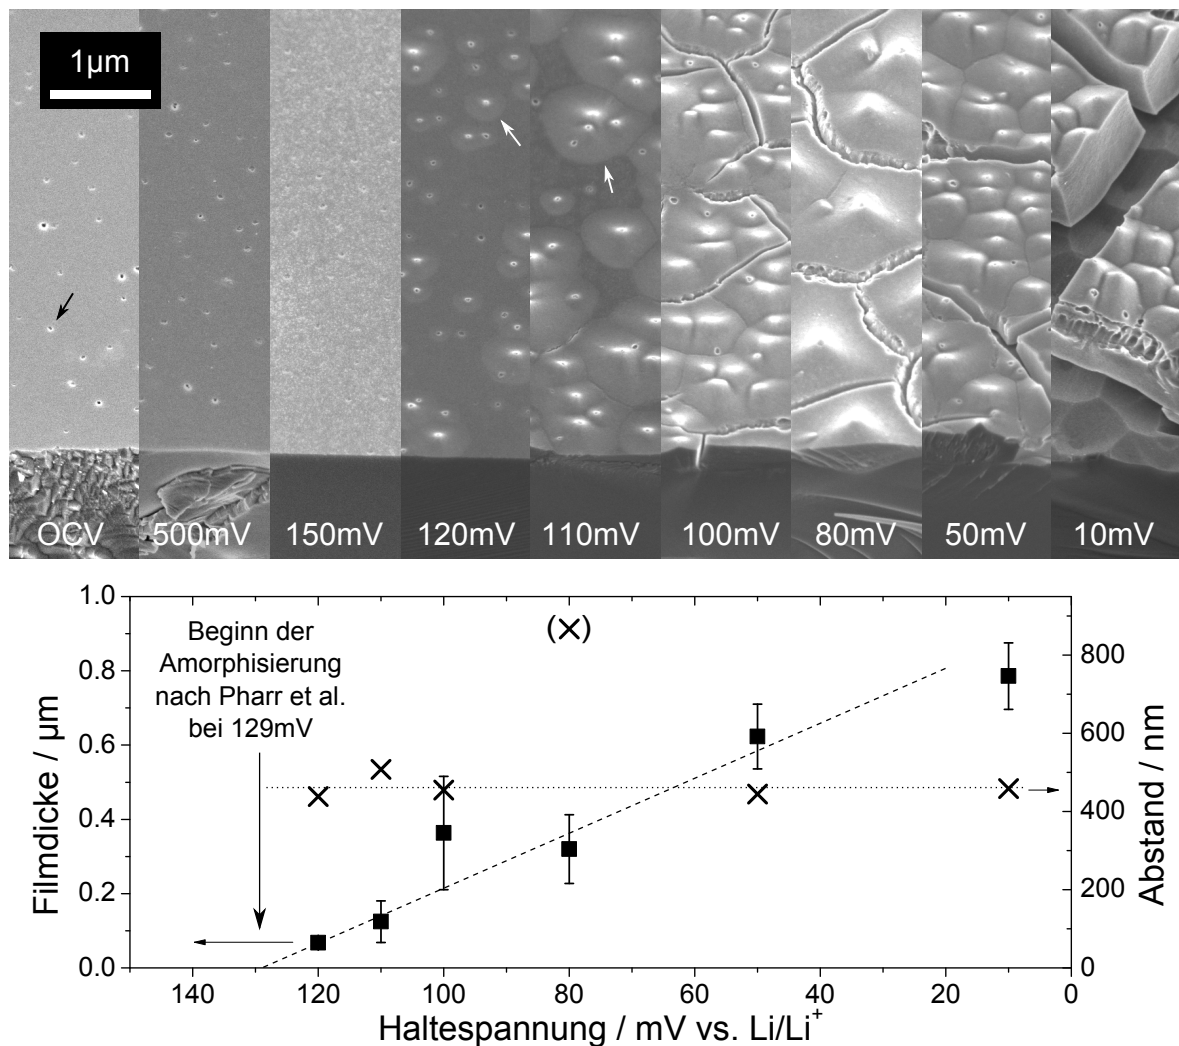 1µm
OCV 500mV 150mV 120mV 110mV 100mV 80mV 50mV 10mV
1.0
0.8
0.6
0.4
0.2
0.0
Filmdicke / µm
Beginn der
Amorphisierung
nach Pharr et al.
bei 129mV
(×)
800
600
400
200
0
Abstand / nm
140 120 100 80 60 40 20 0
Haltespannung / mV vs. Li/Li⁺